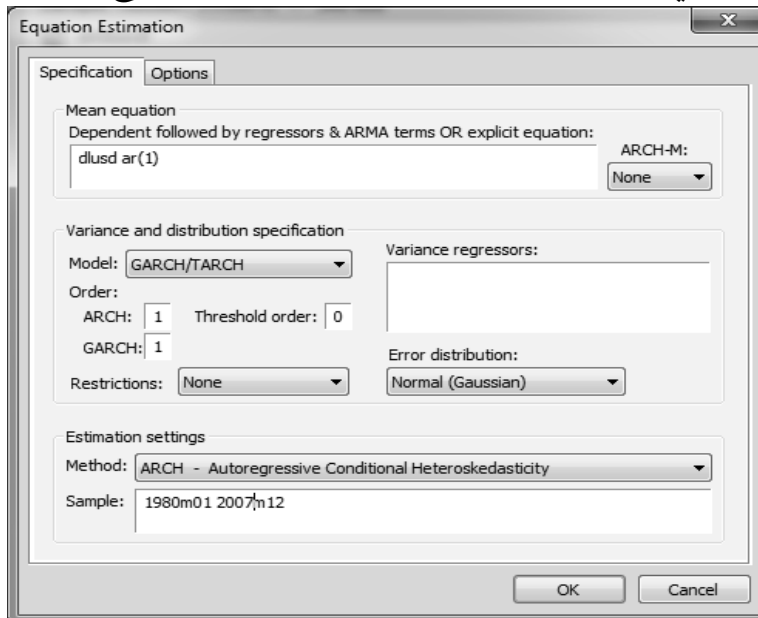 Equation Estimation
Specification Options
Mean equation
Dependent followed by regressors & ARMA terms OR explicit equation:
dlusd ar(1)
ARCH-M:
None
Variance and distribution specification
Model: GARCH/TARCH
Variance regressors:
Order:
ARCH: 1 Threshold order: 0
GARCH: 1
Error distribution:
Restrictions: None
Normal (Gaussian)
Estimation settings
Method: ARCH - Autoregressive Conditional Heteroskedasticity
Sample: 1980m01 2007m12
OK Cancel